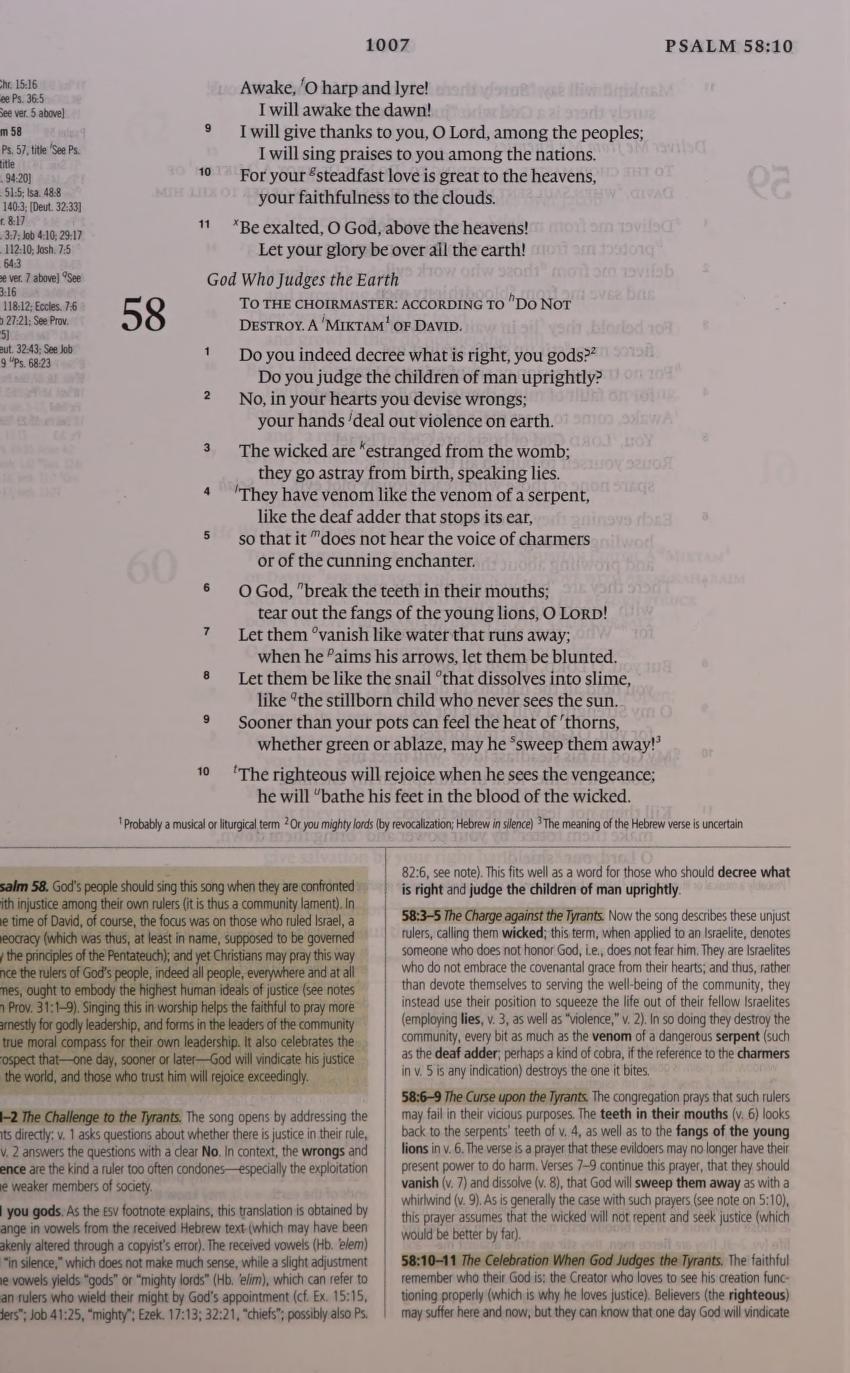 1007
PSALM 58:10
Chr. 15:16
See Ps. 36:5
See ver. 5 above]
m 58
Ps. 57, title ᶠSee Ps.
title
. 94:20]
. 51:5; Isa. 48:8
140:3; [Deut. 32:33]
r. 8:17
. 3:7; Job 4:10; 29:17
. 112:10; Josh. 7:5
. 64:3
ee ver. 7 above] ᑫSee
3:16
118:12; Eccles. 7:6
b 27:21; See Prov.
5]
eut. 32:43; See Job
9 ᵘPs. 68:23
Awake, ᶠO harp and lyre!
I will awake the dawn!
9 I will give thanks to you, O Lord, among the peoples;
I will sing praises to you among the nations.
10 For your ᵍsteadfast love is great to the heavens,
your faithfulness to the clouds.
11 ˣBe exalted, O God, above the heavens!
Let your glory be over all the earth!
God Who Judges the Earth
58
TO THE CHOIRMASTER: ACCORDING TO ʰDO NOT
DESTROY. A ⁱMIKTAM¹ OF DAVID.
1 Do you indeed decree what is right, you gods?²
Do you judge the children of man uprightly?
2 No, in your hearts you devise wrongs;
your hands ʲdeal out violence on earth.
3 The wicked are ᵏestranged from the womb;
they go astray from birth, speaking lies.
4 ˡThey have venom like the venom of a serpent,
like the deaf adder that stops its ear,
5 so that it ᵐdoes not hear the voice of charmers
or of the cunning enchanter.
6 O God, ⁿbreak the teeth in their mouths;
tear out the fangs of the young lions, O LORD!
7 Let them ᵒvanish like water that runs away;
when he ᵖaims his arrows, let them be blunted.
8 Let them be like the snail ᵒthat dissolves into slime,
like ᑫthe stillborn child who never sees the sun.
9 Sooner than your pots can feel the heat of ʳthorns,
whether green or ablaze, may he ˢsweep them away!³
10 ᵗThe righteous will rejoice when he sees the vengeance;
he will ᵘbathe his feet in the blood of the wicked.
¹ Probably a musical or liturgical term ² Or you mighty lords (by revocalization; Hebrew in silence) ³ The meaning of the Hebrew verse is uncertain
salm 58. God's people should sing this song when they are confronted
ith injustice among their own rulers (it is thus a community lament). In
e time of David, of course, the focus was on those who ruled Israel, a
eocracy (which was thus, at least in name, supposed to be governed
y the principles of the Pentateuch); and yet Christians may pray this way
nce the rulers of God's people, indeed all people, everywhere and at all
mes, ought to embody the highest human ideals of justice (see notes
n Prov. 31:1–9). Singing this in worship helps the faithful to pray more
arnestly for godly leadership, and forms in the leaders of the community
true moral compass for their own leadership. It also celebrates the
rospect that—one day, sooner or later—God will vindicate his justice
the world, and those who trust him will rejoice exceedingly.
1–2 The Challenge to the Tyrants. The song opens by addressing the
nts directly; v. 1 asks questions about whether there is justice in their rule,
v. 2 answers the questions with a clear No. In context, the wrongs and
ence are the kind a ruler too often condones—especially the exploitation
e weaker members of society.
you gods. As the ESV footnote explains, this translation is obtained by
ange in vowels from the received Hebrew text (which may have been
akenly altered through a copyist's error). The received vowels (Hb. 'elem)
"in silence," which does not make much sense, while a slight adjustment
e vowels yields "gods" or "mighty lords" (Hb. 'elim), which can refer to
an rulers who wield their might by God's appointment (cf. Ex. 15:15,
ders"; Job 41:25, "mighty"; Ezek. 17:13; 32:21, "chiefs"; possibly also Ps.
82:6, see note). This fits well as a word for those who should decree what
is right and judge the children of man uprightly.
58:3–5 The Charge against the Tyrants. Now the song describes these unjust
rulers, calling them wicked; this term, when applied to an Israelite, denotes
someone who does not honor God, i.e., does not fear him. They are Israelites
who do not embrace the covenantal grace from their hearts; and thus, rather
than devote themselves to serving the well-being of the community, they
instead use their position to squeeze the life out of their fellow Israelites
(employing lies, v. 3, as well as "violence," v. 2). In so doing they destroy the
community, every bit as much as the venom of a dangerous serpent (such
as the deaf adder; perhaps a kind of cobra, if the reference to the charmers
in v. 5 is any indication) destroys the one it bites.
58:6–9 The Curse upon the Tyrants. The congregation prays that such rulers
may fail in their vicious purposes. The teeth in their mouths (v. 6) looks
back to the serpents' teeth of v. 4, as well as to the fangs of the young
lions in v. 6. The verse is a prayer that these evildoers may no longer have their
present power to do harm. Verses 7–9 continue this prayer, that they should
vanish (v. 7) and dissolve (v. 8), that God will sweep them away as with a
whirlwind (v. 9). As is generally the case with such prayers (see note on 5:10),
this prayer assumes that the wicked will not repent and seek justice (which
would be better by far).
58:10–11 The Celebration When God Judges the Tyrants. The faithful
remember who their God is: the Creator who loves to see his creation func-
tioning properly (which is why he loves justice). Believers (the righteous)
may suffer here and now, but they can know that one day God will vindicate